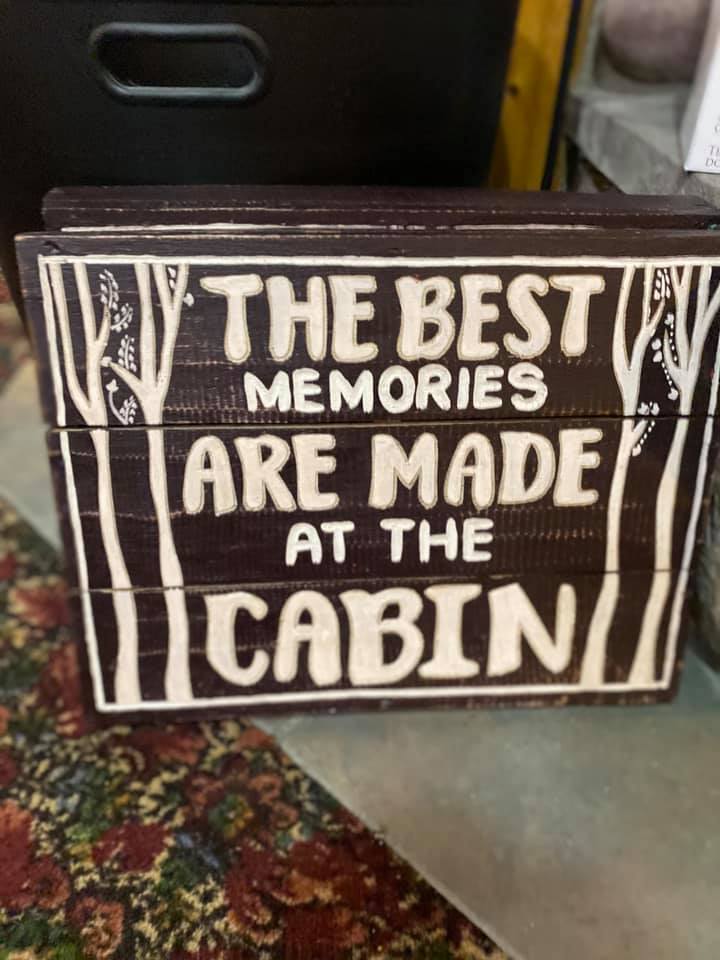 THE BEST
MEMORIES
ARE MADE
AT THE
CABIN